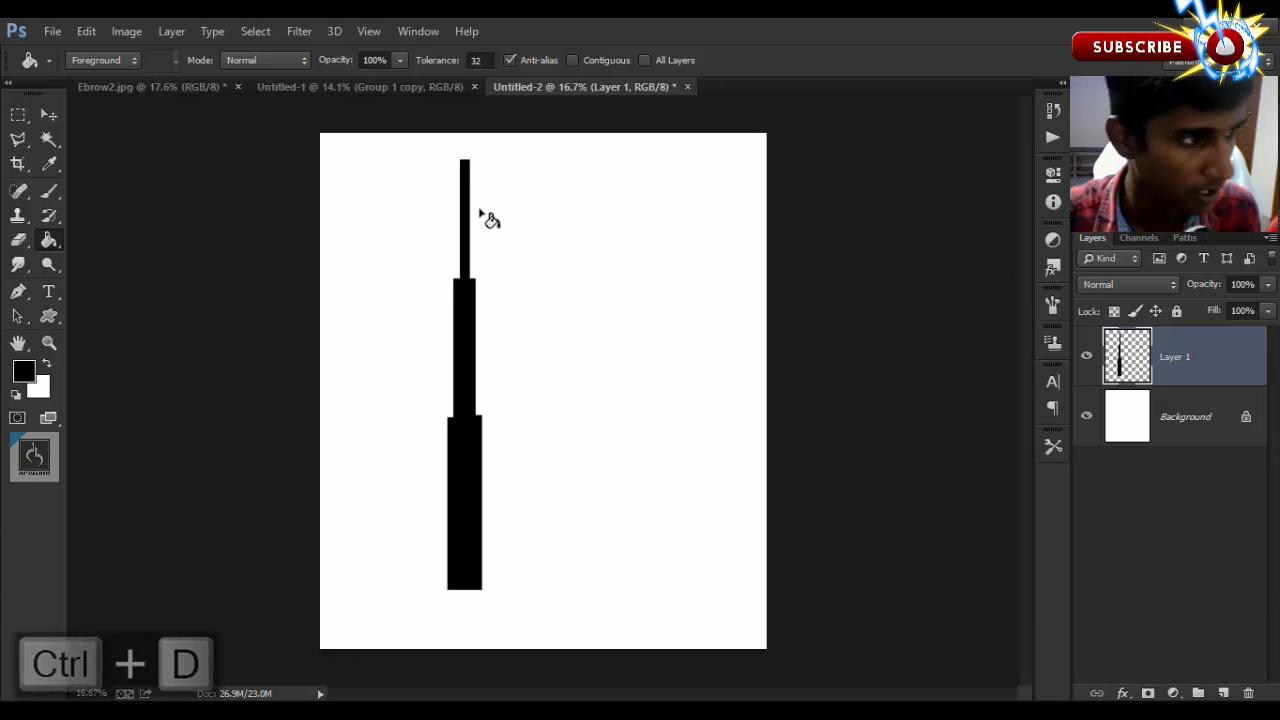 Ps File Edit Image Layer Type Select Filter 3D View Window Help
SUBSCRIBE
Foreground Mode: Normal Opacity: 100% Tolerance: 32 Anti-alias Contiguous All Layers
Ebrow2.jpg @ 17.6% (RGB/8) * × Untitled-1 @ 14.1% (Group 1 copy, RGB/8) × Untitled-2 @ 16.7% (Layer 1, RGB/8) * ×
Layers Channels Paths
Kind
Normal Opacity: 100%
Lock: Fill: 100%
Layer 1
Background
Ctrl + D
16.67% Doc: 26.9M/23.0M